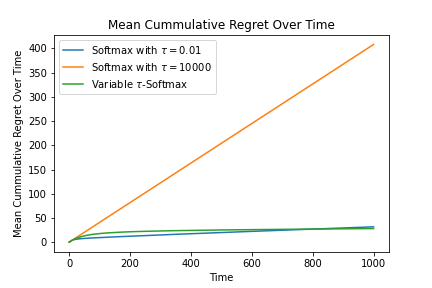 Mean Cummulative Regret Over Time
Mean Cummulative Regret Over Time
400
350
300
250
200
150
100
50
0
Softmax with τ = 0.01
Softmax with τ = 10000
Variable τ-Softmax
0 200 400 600 800 1000
Time